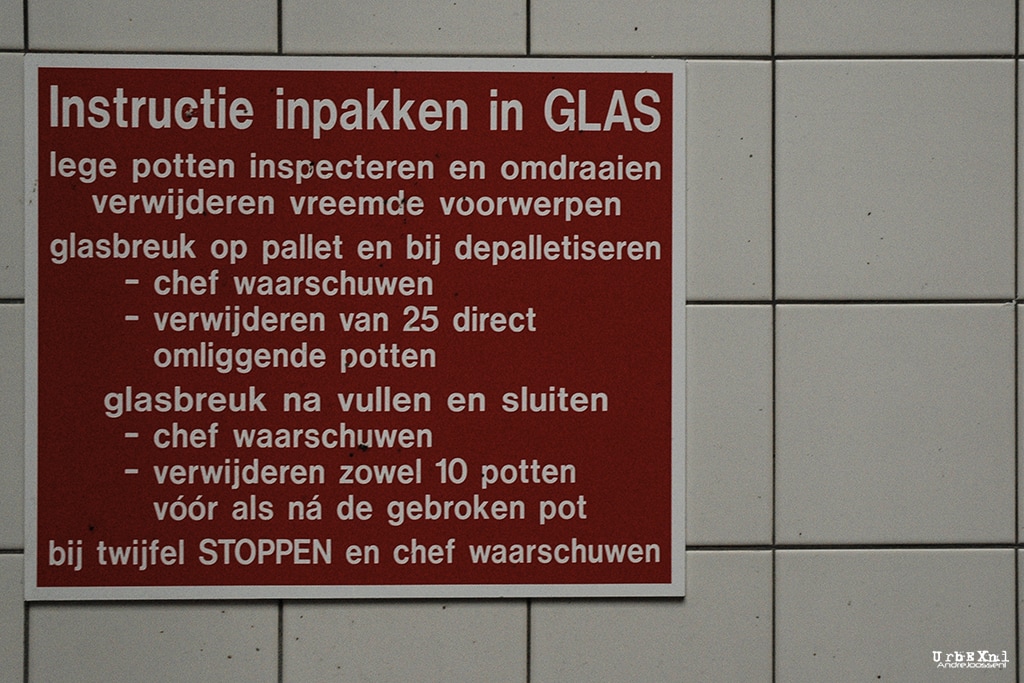 Instructie inpakken in GLAS
lege potten inspecteren en omdraaien
verwijderen vreemde voorwerpen
glasbreuk op pallet en bij depalletiseren
- chef waarschuwen
- verwijderen van 25 direct
omliggende potten
glasbreuk na vullen en sluiten
- chef waarschuwen
- verwijderen zowel 10 potten
vóór als ná de gebroken pot
bij twijfel STOPPEN en chef waarschuwen
UrbEXnl
AndreJoosse.nl